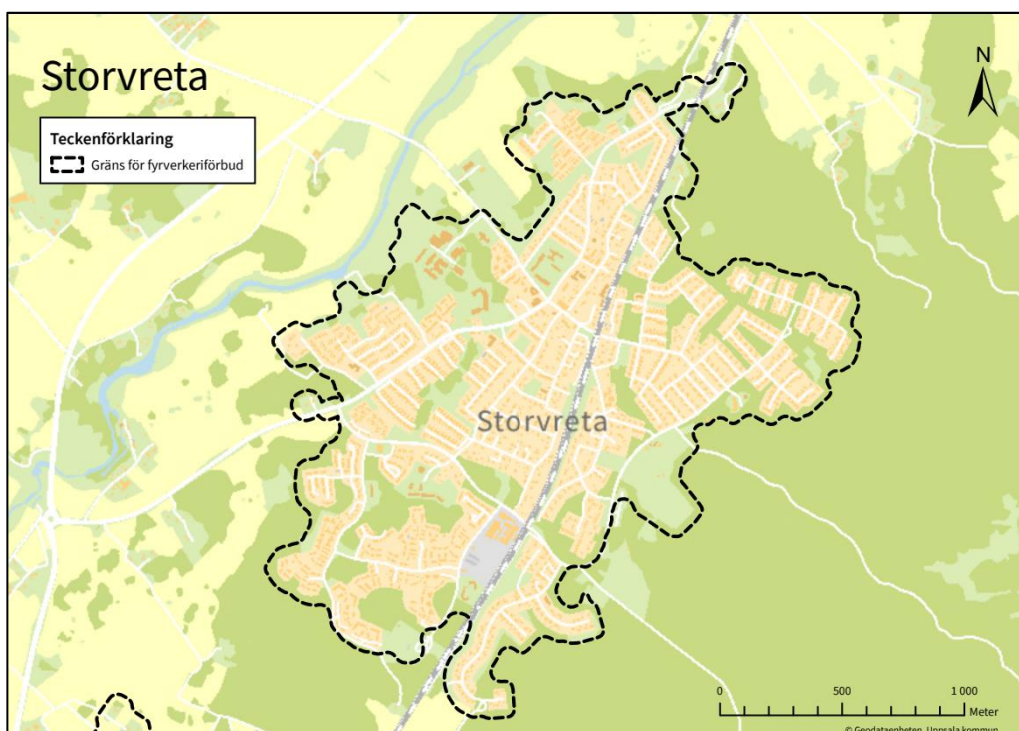 Storvreta
Teckenförklaring
Gräns för fyrverkeriförbud
N
Storvreta
0 500 1 000
Meter
© Geodataenheten, Uppsala kommun